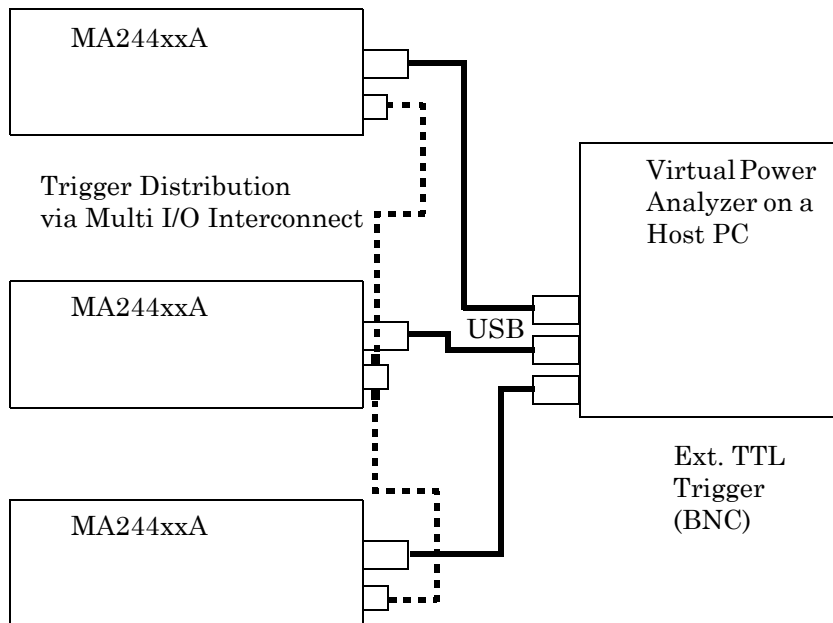 MA244xxA
Trigger Distribution
via Multi I/O Interconnect
MA244xxA
USB
MA244xxA
Virtual Power
Analyzer on a
Host PC
Ext. TTL
Trigger
(BNC)